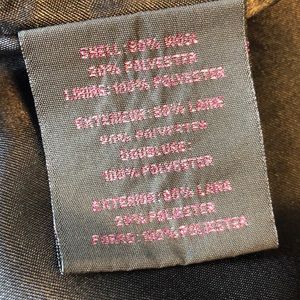 SHELL: 80% WOOL
20% POLYESTER
LINING: 100% POLYESTER
EXTERIEUR: 80% LAINE
20% POLYESTER
DOUBLURE:
100% POLYESTER
EXTERIOR: 80% LANA
20% POLIESTER
FORRO: 100% POLYESTER